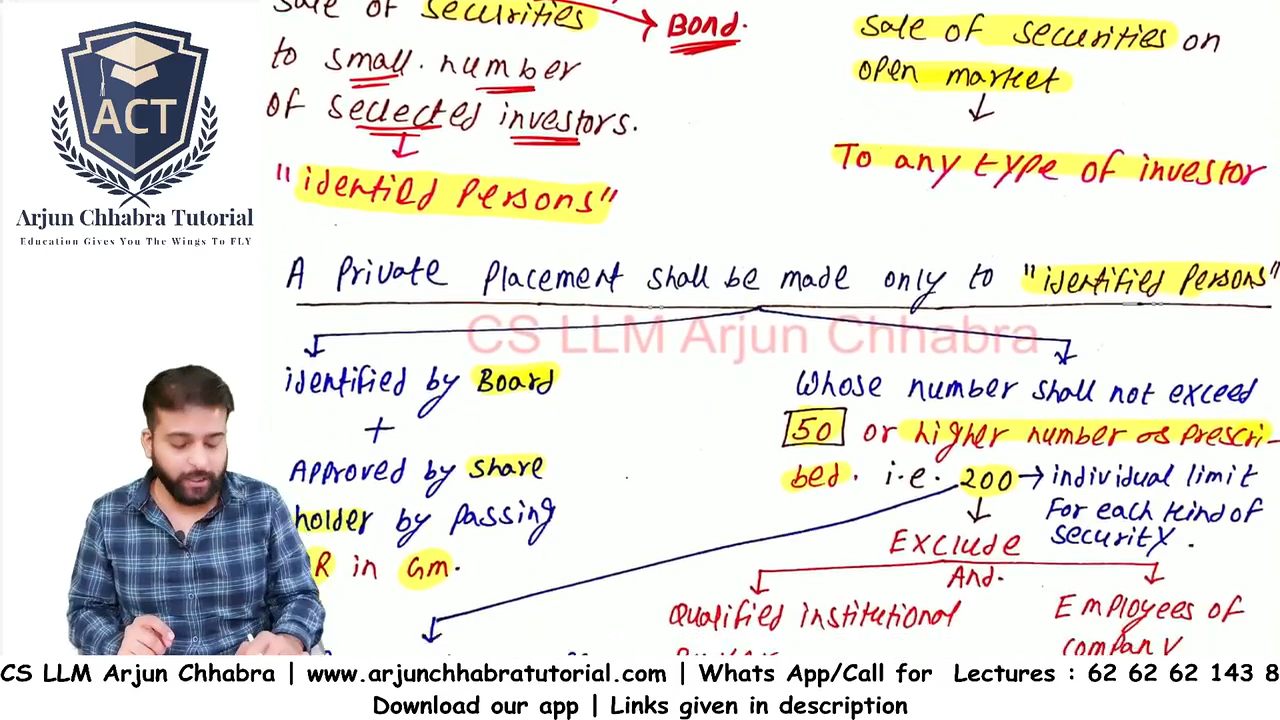 sale of securities
to small number
of selected investors.
"identified Persons"
Bond.
sale of securities on
open market
To any type of investor
A Private Placement shall be made only to "identified Persons"
identified by Board
+
Approved by share
holder by passing
R in Gm.
Whose number shall not exceed
50 or higher number as Prescri-
bed. i.e. 200 → individual limit
For each kind of
security.
Exclude
And.
Qualified institutional
Employees of
company
ACT
Arjun Chhabra Tutorial
Education Gives You The Wings To FLY
CS LLM Arjun Chhabra
CS LLM Arjun Chhabra | www.arjunchhabratutorial.com | Whats App/Call for Lectures : 62 62 62 143 8
Download our app | Links given in description